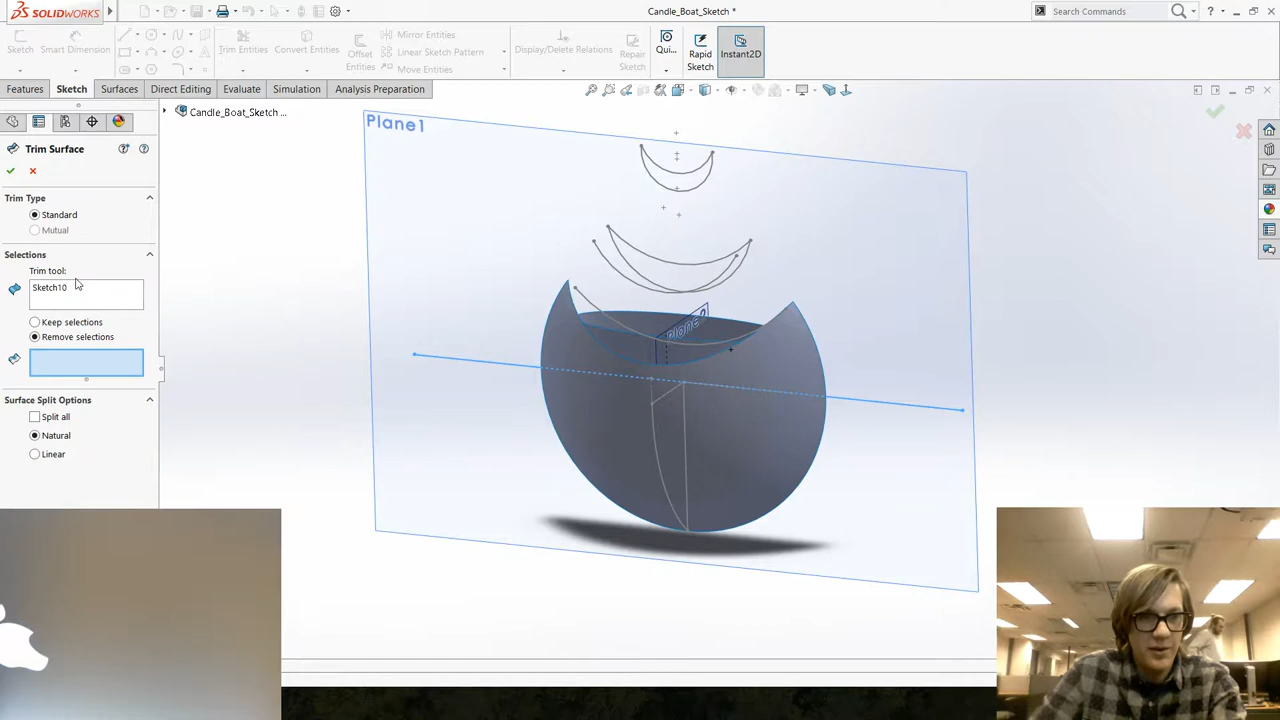 SOLIDWORKS
Candle_Boat_Sketch *
Search Commands
Sketch
Smart Dimension
Trim Entities
Convert Entities
Offset Entities
Mirror Entities
Linear Sketch Pattern
Move Entities
Display/Delete Relations
Repair Sketch
Qui...
Rapid Sketch
Instant2D
Features
Sketch
Surfaces
Direct Editing
Evaluate
Simulation
Analysis Preparation
Candle_Boat_Sketch ...
Trim Surface
Trim Type
Standard
Mutual
Selections
Trim tool:
Sketch10
Keep selections
Remove selections
Surface Split Options
Split all
Natural
Linear
Plane1